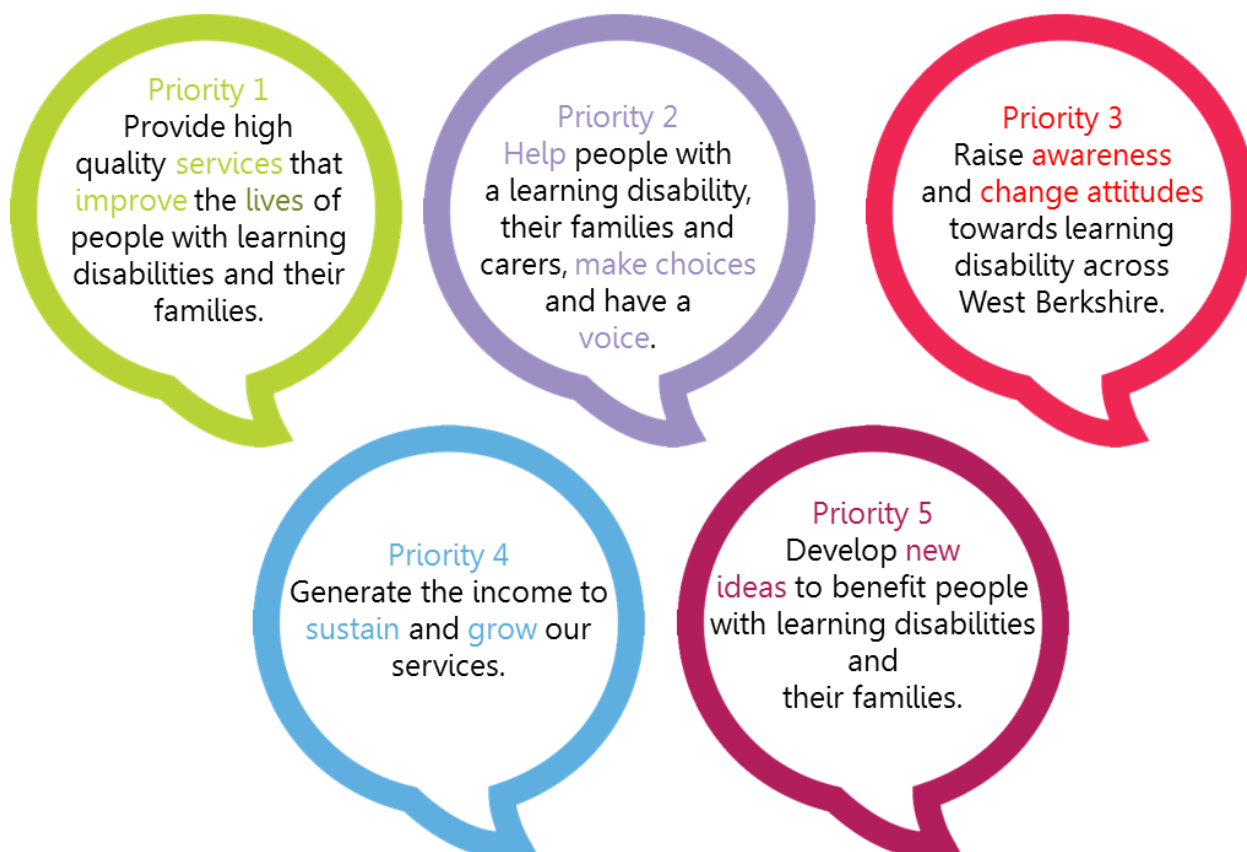 Priority 1
Provide high
quality services that
improve the lives of
people with learning
disabilities and their
families.
Priority 2
Help people with
a learning disability,
their families and
carers, make choices
and have a
voice.
Priority 3
Raise awareness
and change attitudes
towards learning
disability across
West Berkshire.
Priority 4
Generate the income to
sustain and grow our
services.
Priority 5
Develop new
ideas to benefit people
with learning disabilities
and
their families.